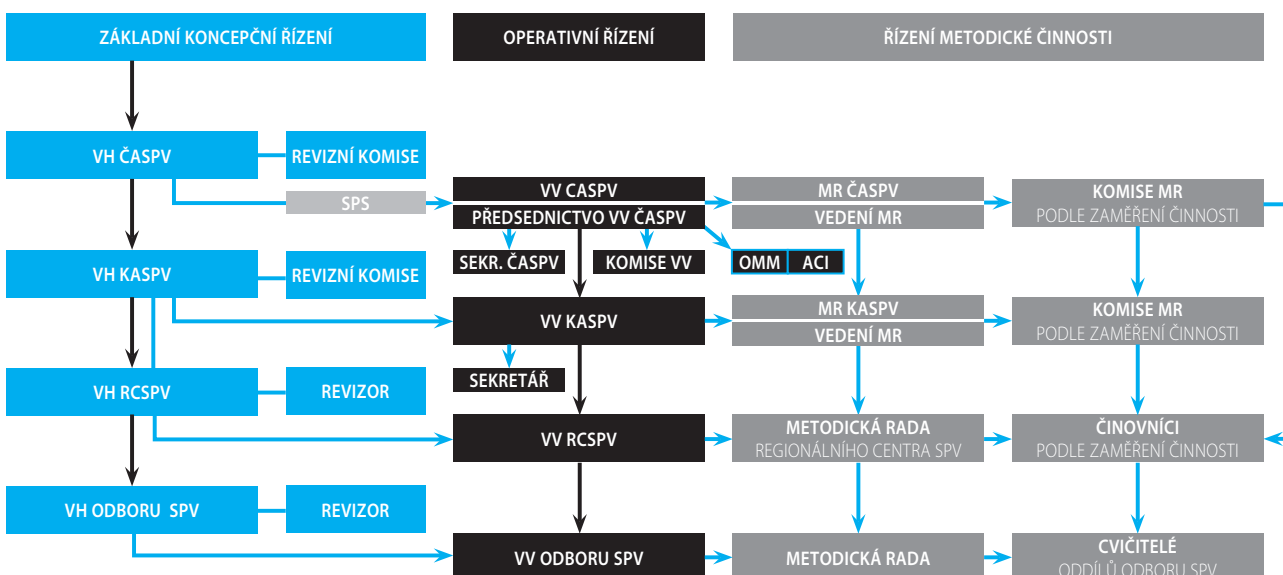 ZÁKLADNÍ KONCEPČNÍ ŘÍZENÍ
OPERATIVNÍ ŘÍZENÍ
ŘÍZENÍ METODICKÉ ČINNOSTI
VH ČASPV
REVIZNÍ KOMISE
SPS
VV CASPV
PŘEDSEDNICTVO VV ČASPV
MR ČASPV
VEDENÍ MR
KOMISE MR
PODLE ZAMĚŘENÍ ČINNOSTI
SEKR. ČASPV
KOMISE VV
OMM
ACI
VH KASPV
REVIZNÍ KOMISE
VV KASPV
MR KASPV
VEDENÍ MR
KOMISE MR
PODLE ZAMĚŘENÍ ČINNOSTI
SEKRETÁŘ
VH RCSPV
REVIZOR
VV RCSPV
METODICKÁ RADA
REGIONÁLNÍHO CENTRA SPV
ČINOVNÍCI
PODLE ZAMĚŘENÍ ČINNOSTI
VH ODBORU SPV
REVIZOR
VV ODBORU SPV
METODICKÁ RADA
CVIČITELÉ
ODDÍLŮ ODBORU SPV